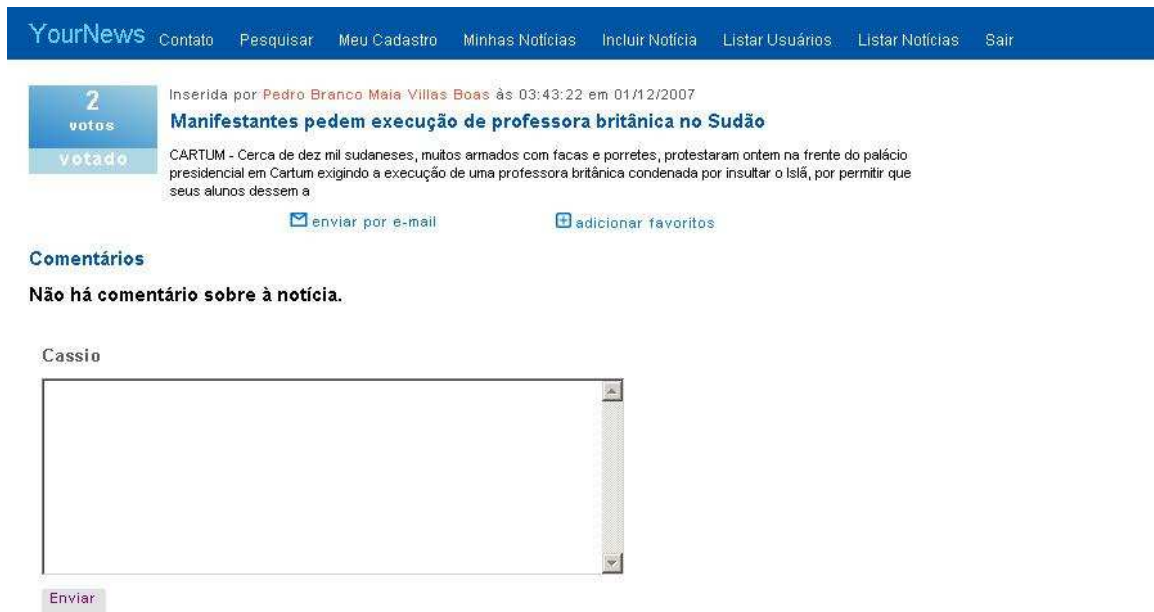 YourNews Contato Pesquisar Meu Cadastro Minhas Notícias Incluir Notícia Listar Usuários Listar Notícias Sair
2
votos
votado
Inserida por Pedro Branco Maia Villas Boas às 03:43:22 em 01/12/2007
Manifestantes pedem execução de professora britânica no Sudão
CARTUM - Cerca de dez mil sudaneses, muitos armados com facas e porretes, protestaram ontem na frente do palácio
presidencial em Cartum exigindo a execução de uma professora britânica condenada por insultar o Islã, por permitir que
seus alunos dessem a
enviar por e-mail adicionar favoritos
Comentários
Não há comentário sobre à notícia.
Cassio
Enviar